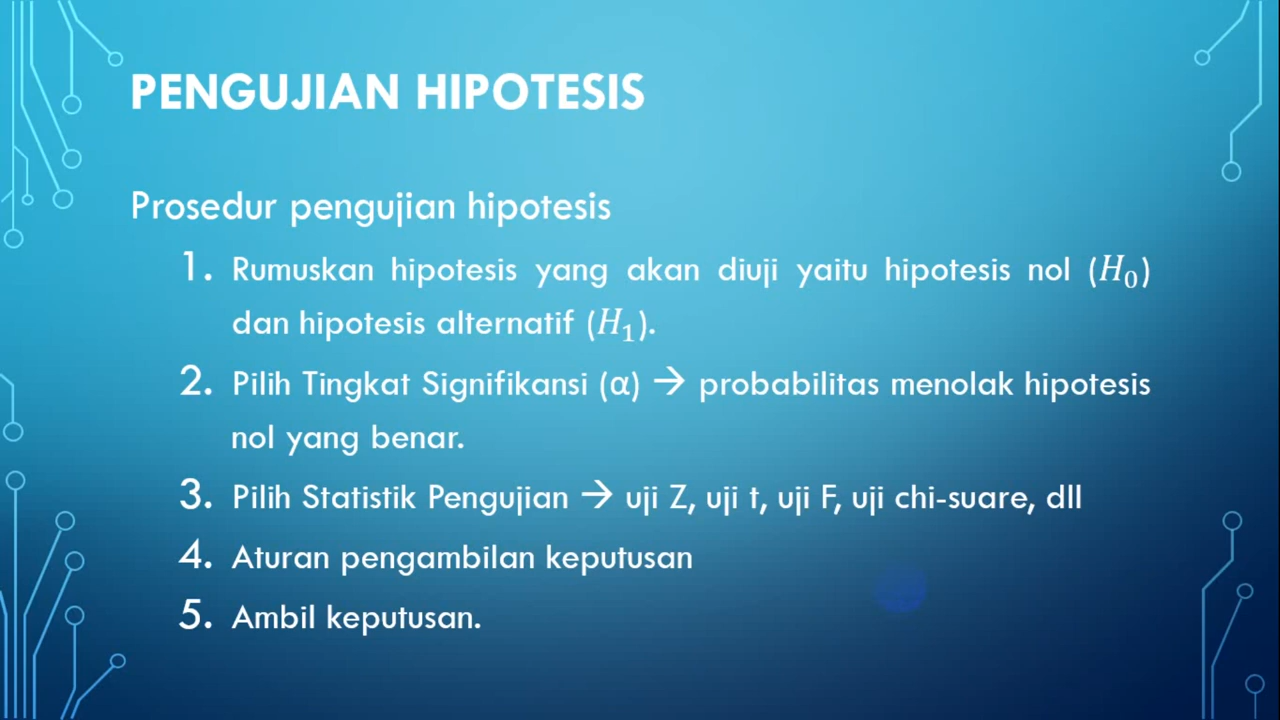 PENGUJIAN HIPOTESIS
Prosedur pengujian hipotesis
1. Rumuskan hipotesis yang akan diuji yaitu hipotesis nol (H₀)
dan hipotesis alternatif (H₁).
2. Pilih Tingkat Signifikansi (α) → probabilitas menolak hipotesis
nol yang benar.
3. Pilih Statistik Pengujian → uji Z, uji t, uji F, uji chi-suare, dll
4. Aturan pengambilan keputusan
5. Ambil keputusan.